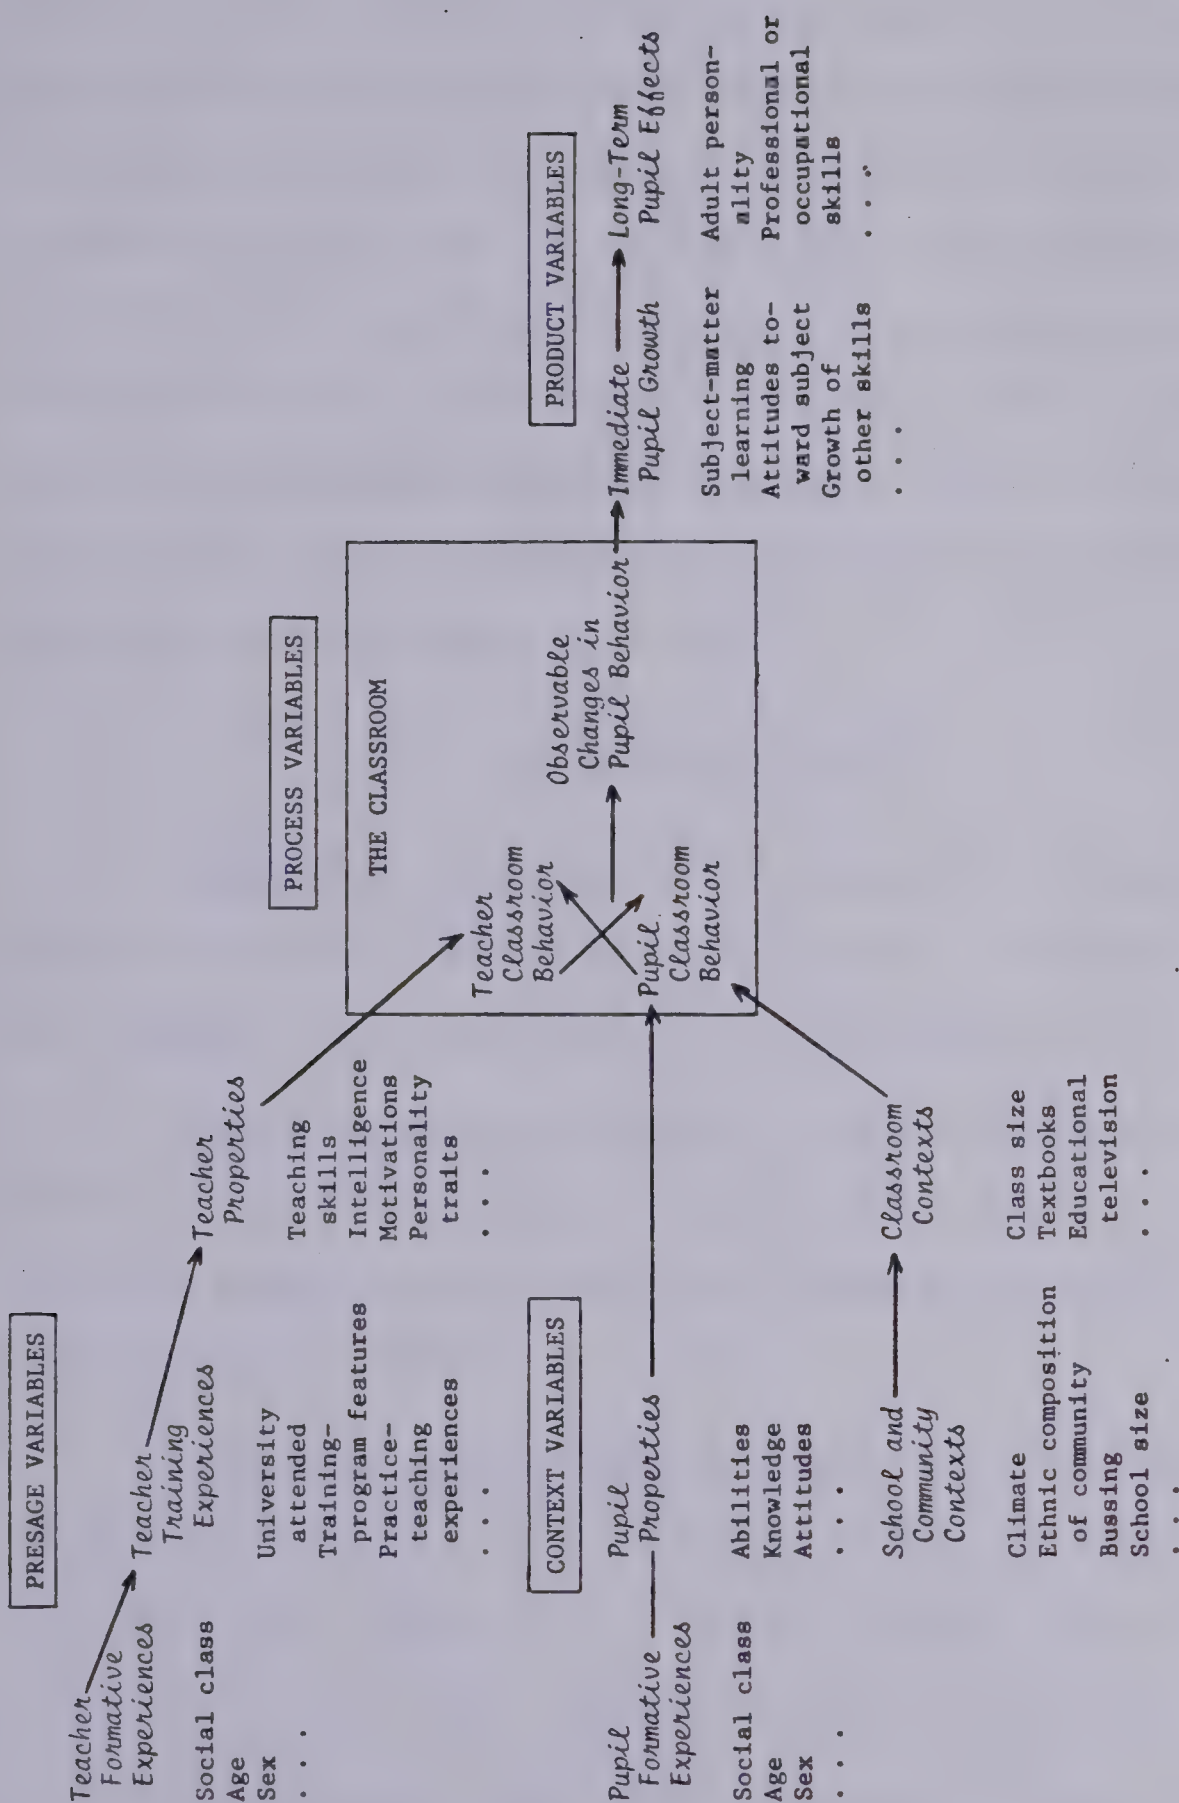 PRESAGE VARIABLES
Teacher
Formative
Experiences
Social class
Age
Sex
. . .
Teacher
Training
Experiences
University
attended
Training-
program features
Practice-
teaching
experiences
. . .
Teacher
Properties
Teaching
skills
Intelligence
Motivations
Personality
traits
. . .
CONTEXT VARIABLES
Pupil
Formative
Experiences
Social class
Age
Sex
. . .
Pupil
Properties
Abilities
Knowledge
Attitudes
. . .
School and
Community
Contexts
Climate
Ethnic composition
of community
Bussing
School size
. . .
Classroom
Contexts
Class size
Textbooks
Educational
television
. . .
PROCESS VARIABLES
THE CLASSROOM
Teacher
Classroom
Behavior
Pupil
Classroom
Behavior
Observable
Changes in
Pupil Behavior
PRODUCT VARIABLES
Immediate
Pupil Growth
Subject-matter
learning
Attitudes to-
ward subject
Growth of
other skills
. . .
Long-Term
Pupil Effects
Adult person-
ality
Professional or
occupational
skills
. . .